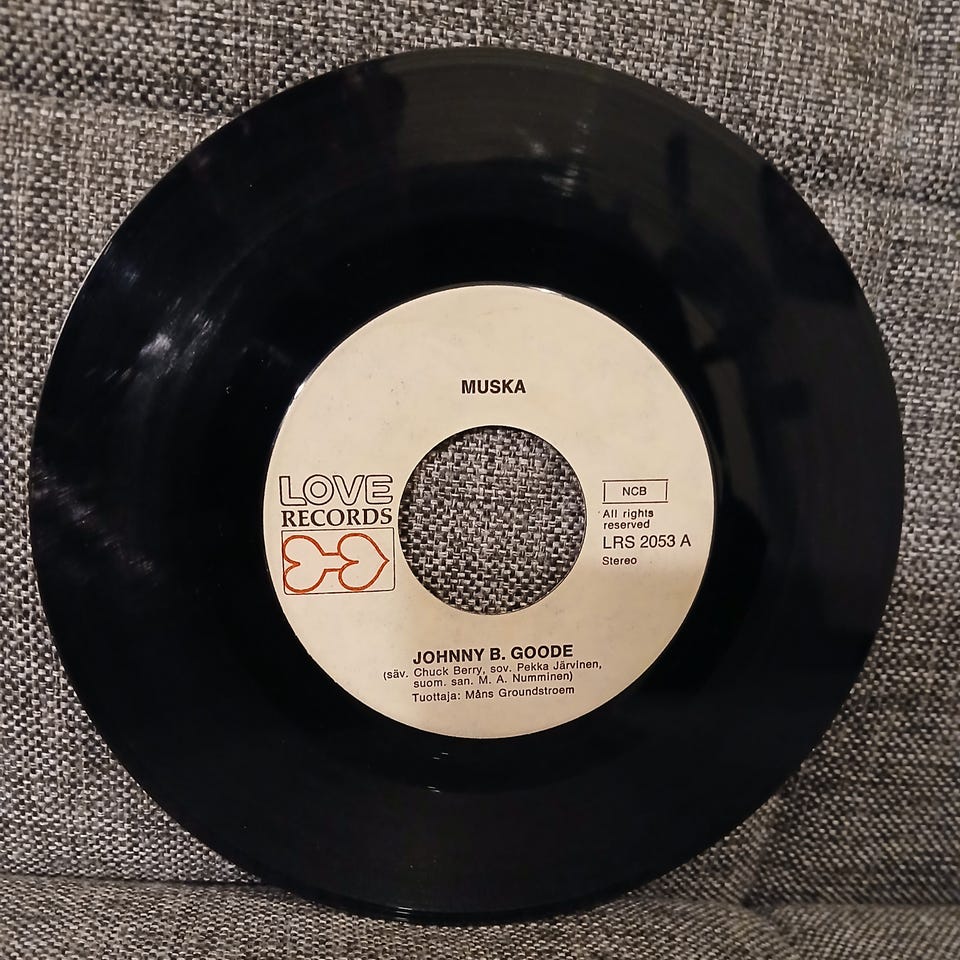 MUSKA
LOVE
RECORDS
NCB
All rights
reserved
LRS 2053 A
Stereo
JOHNNY B. GOODE
(säv. Chuck Berry, sov. Pekka Järvinen,
suom. san. M. A. Numminen)
Tuottaja: Måns Groundstroem